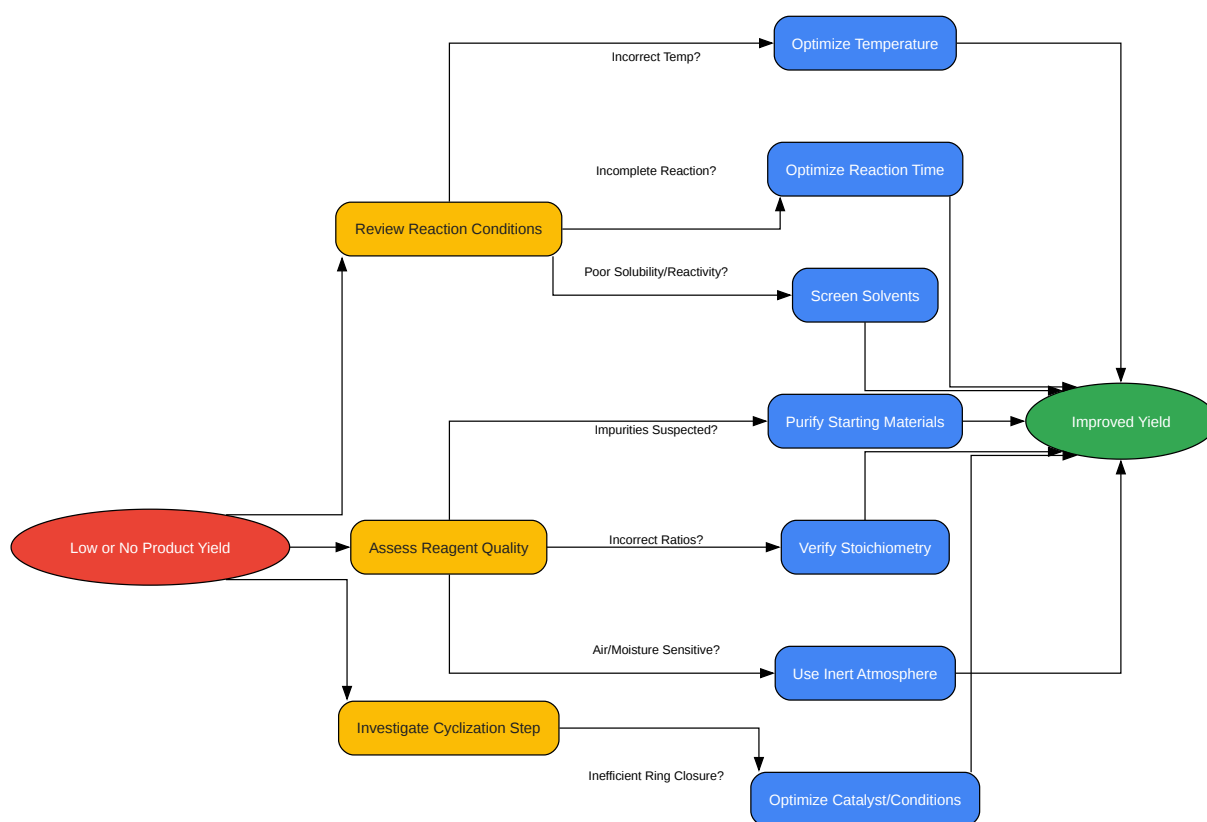 Optimize Temperature
Incorrect Temp?
Incomplete Reaction?
Optimize Reaction Time
Review Reaction Conditions
Poor Solubility/Reactivity?
Screen Solvents
Impurities Suspected?
Purify Starting Materials
Improved Yield
Low or No Product Yield
Assess Reagent Quality
Incorrect Ratios?
Verify Stoichiometry
Air/Moisture Sensitive?
Use Inert Atmosphere
Investigate Cyclization Step
Inefficient Ring Closure?
Optimize Catalyst/Conditions